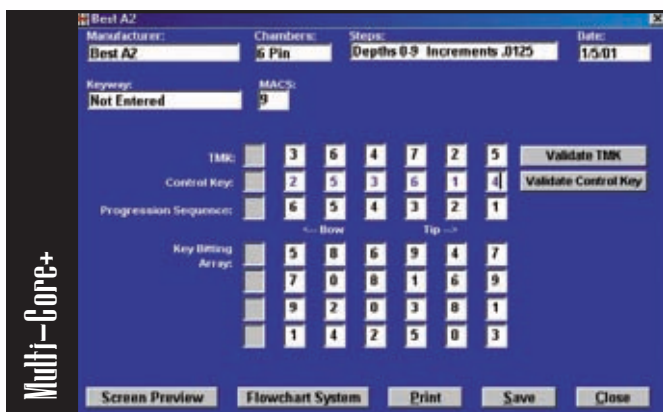 Best A2
Manufacturer: Chambers: Steps: Date:
Best A2 6 Pin Depths 0-9 Increments .0125 1/5/01
Keyway: MACS:
Not Entered 9
TMK: 3 6 4 7 2 5 Validate TMK
Control Key: 2 5 3 6 1 4 Validate Control Key
Progression Sequence: 6 5 4 3 2 1
<-- Bow Tip -->
Key Bitting Array: 5 8 6 9 4 7
7 0 8 1 6 9
9 2 0 3 8 1
1 4 2 5 0 3
Screen Preview Flowchart System Print Save Close
Multi-Core+